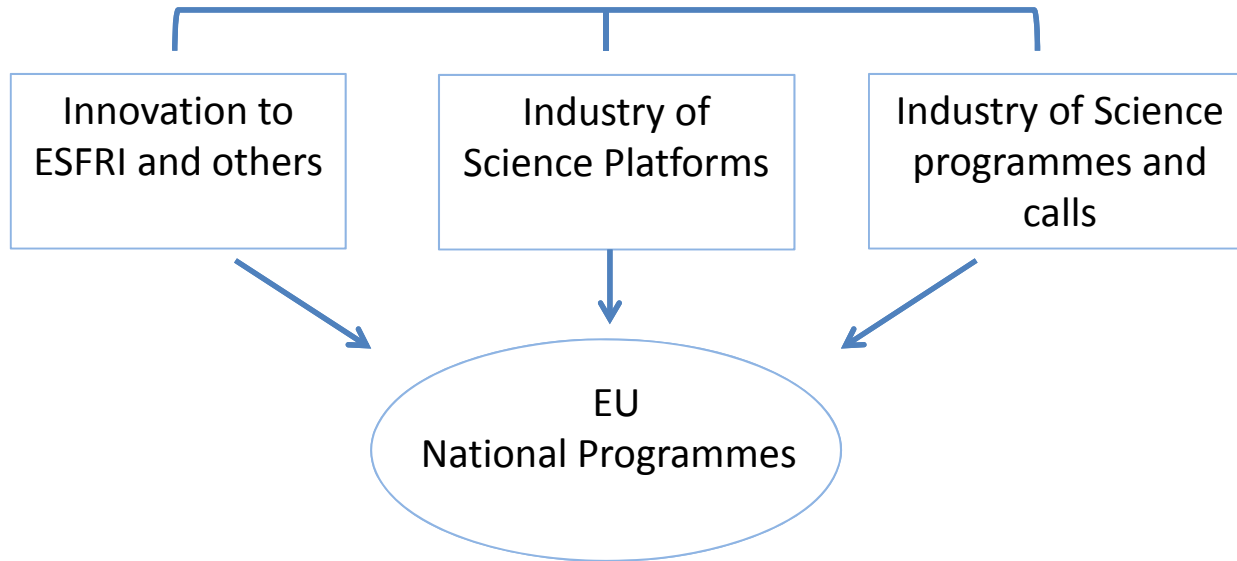 Innovation to
ESFRI and others
Industry of
Science Platforms
Industry of Science
programmes and
calls
EU
National Programmes